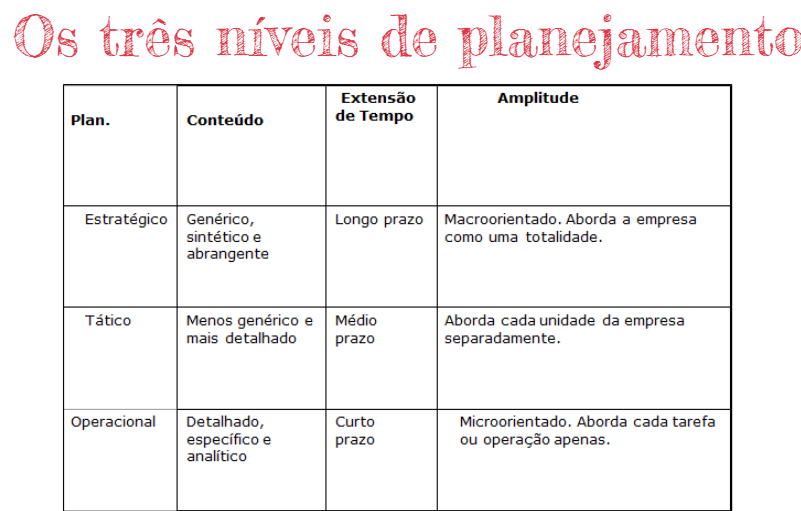 Os três níveis de planejamento
Plan. Conteúdo Extensão de Tempo Amplitude
Estratégico Genérico, sintético e abrangente Longo prazo Macroorientado. Aborda a empresa como uma totalidade.
Tático Menos genérico e mais detalhado Médio prazo Aborda cada unidade da empresa separadamente.
Operacional Detalhado, específico e analítico Curto prazo Microorientado. Aborda cada tarefa ou operação apenas.